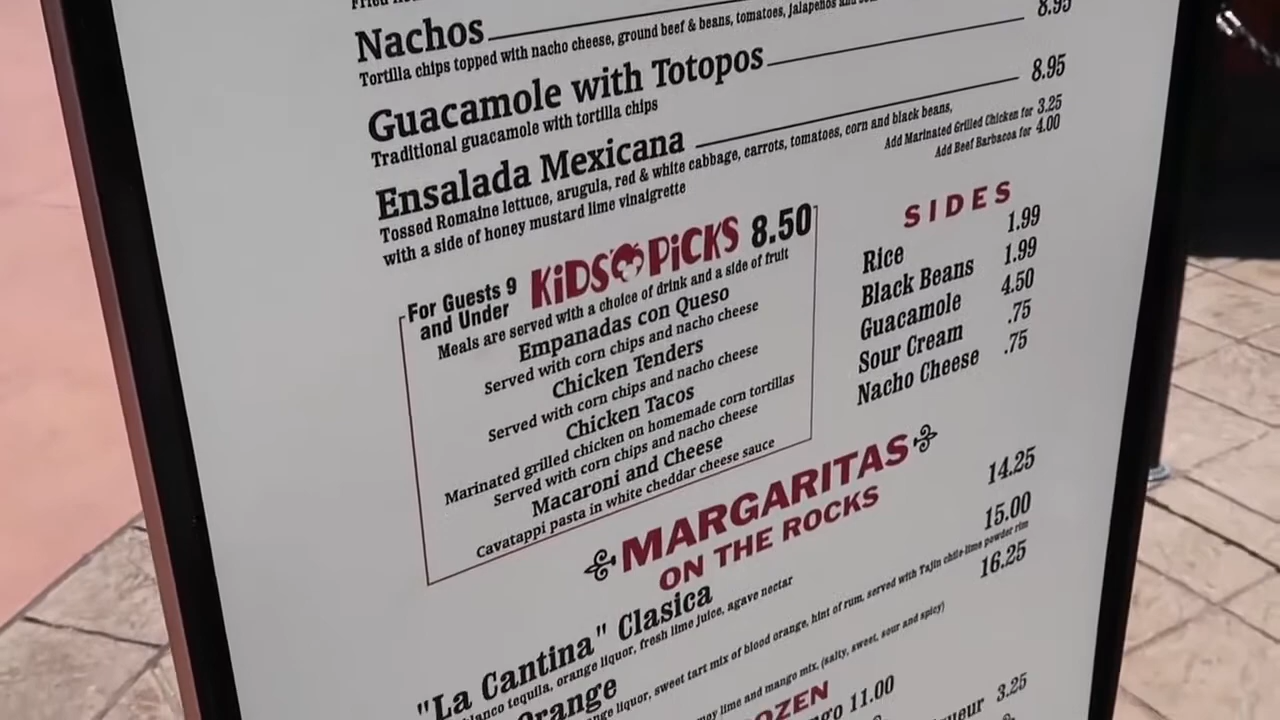 Nachos 8.95
Tortilla chips topped with nacho cheese, ground beef & beans, tomatoes, jalapeños and
Guacamole with Totopos 8.95
Traditional guacamole with tortilla chips
Ensalada Mexicana
Tossed Romaine lettuce, arugula, red & white cabbage, carrots, tomatoes, corn and black beans,
with a side of honey mustard lime vinaigrette
Add Marinated Grilled Chicken for 3.25
Add Beef Barbacoa for 4.00
For Guests 9
and Under
KiDS PiCKS 8.50
Meals are served with a choice of drink and a side of fruit
Empanadas con Queso
Served with corn chips and nacho cheese
Chicken Tenders
Served with corn chips and nacho cheese
Chicken Tacos
Marinated grilled chicken on homemade corn tortillas
Served with corn chips and nacho cheese
Macaroni and Cheese
Cavatappi pasta in white cheddar cheese sauce
SIDES
Rice 1.99
Black Beans 1.99
Guacamole 4.50
Sour Cream .75
Nacho Cheese .75
MARGARITAS
ON THE ROCKS
"La Cantina" Clasica 14.25
tequila, orange liquor, fresh lime juice, agave nectar
Orange 15.00
liquor, sweet tart mix of blood orange, hint of rum, served with Tajín chile-lime powder rim
16.25
lime and mango mix, (salty, sweet, sour and spicy)
11.00
3.25